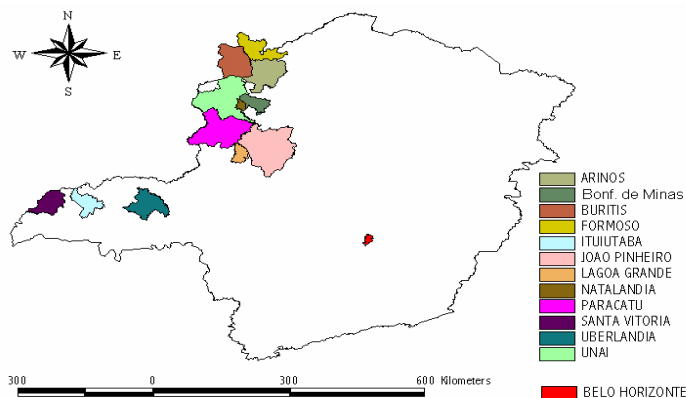 N
W E
S
ARINOS
Bonf. de Minas
BURITIS
FORMOSO
ITUIUTABA
JOAO PINHEIRO
LAGOA GRANDE
NATALANDIA
PARACATU
SANTA VITORIA
UBERLANDIA
UNAI
300 0 300 600 Kilometers
BELO HORIZONTE